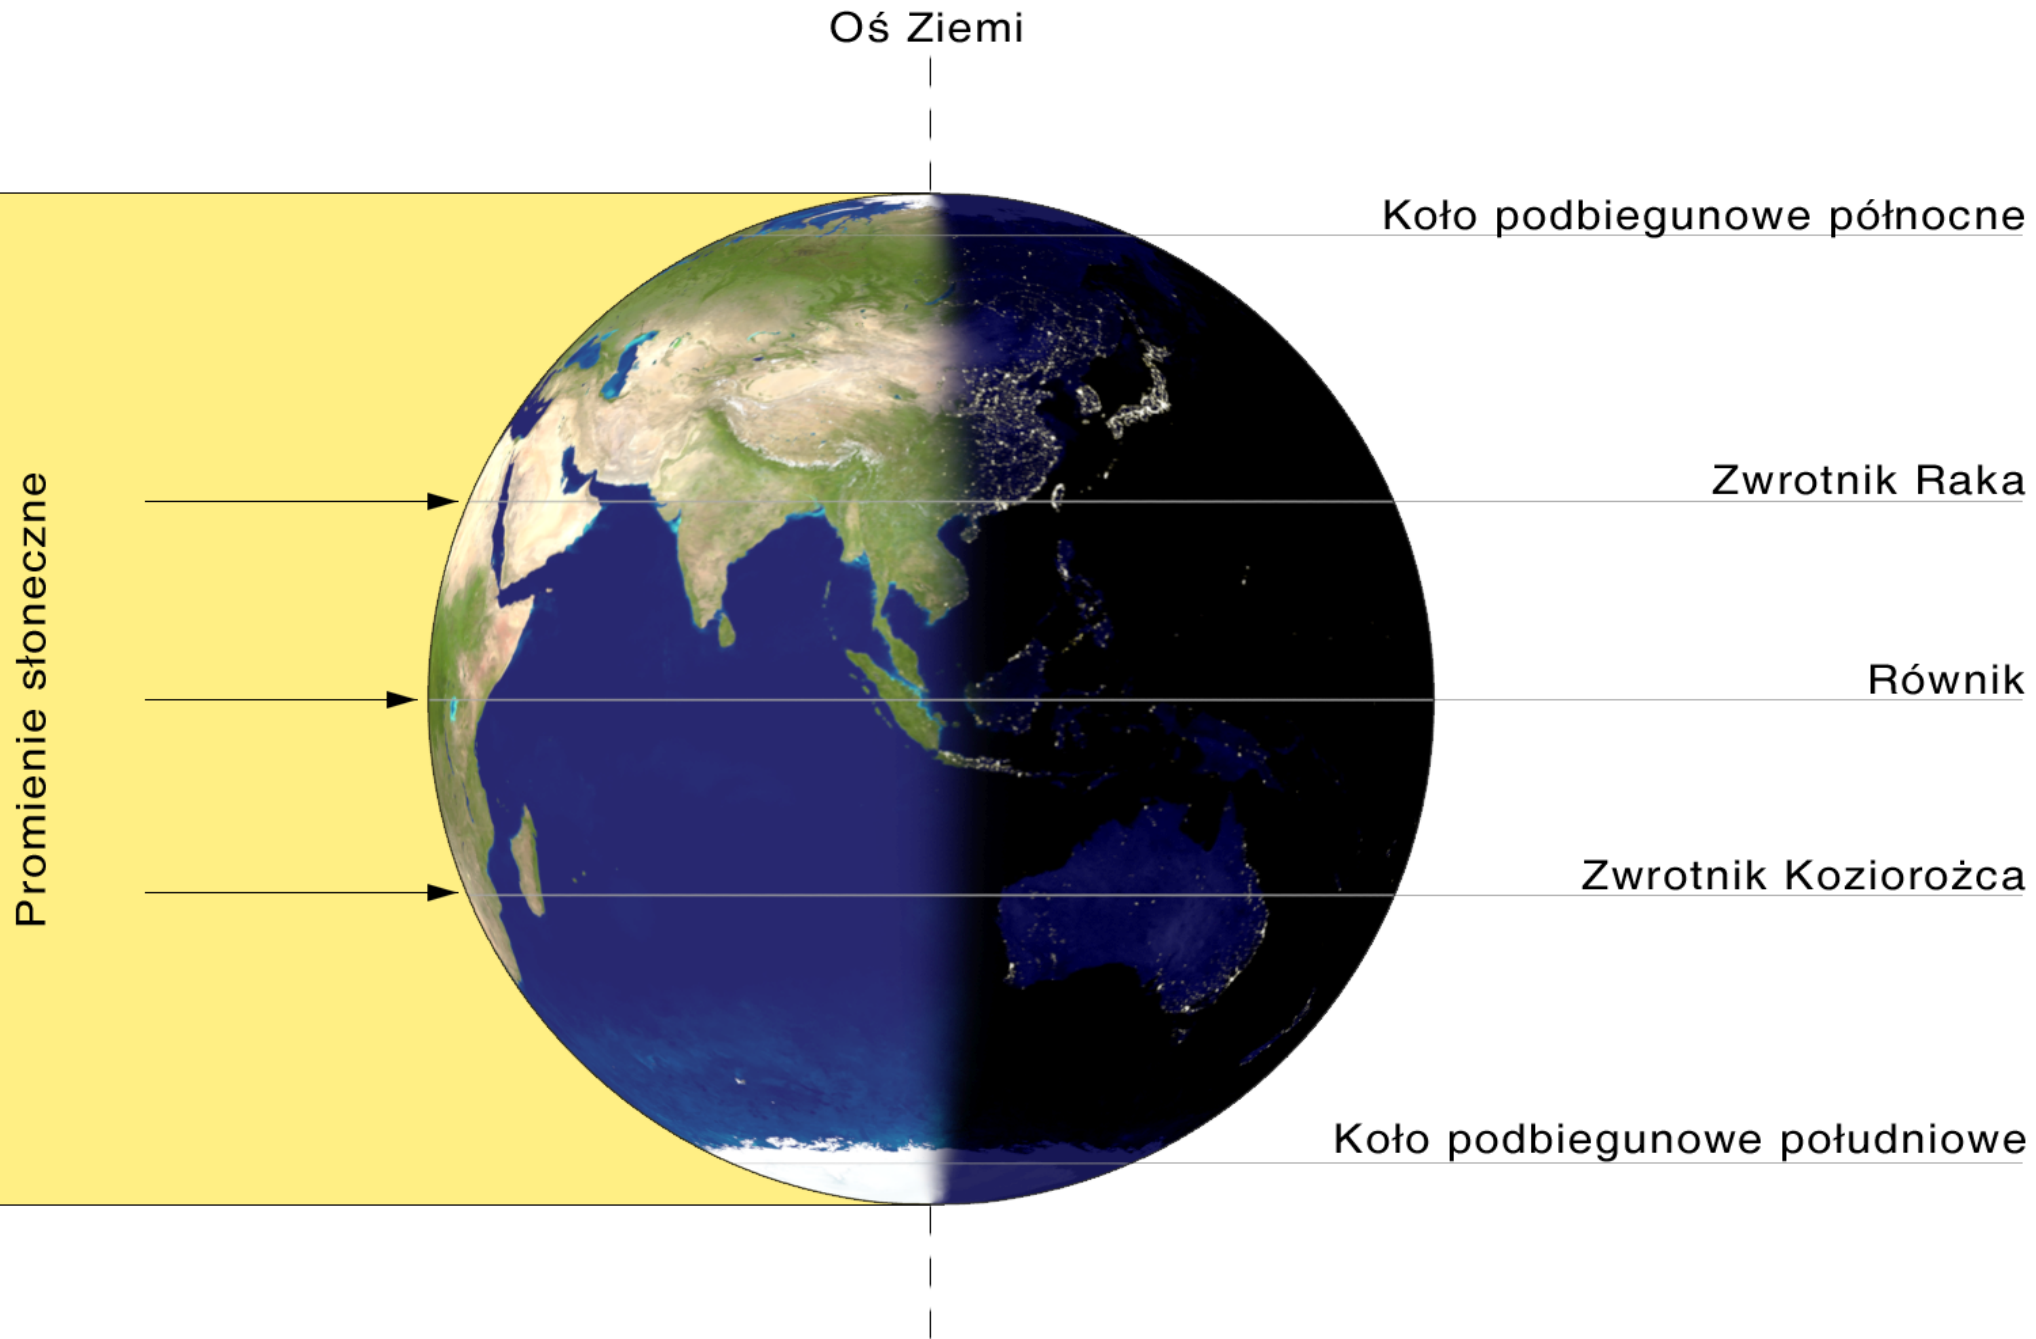 Oś Ziemi
Koło podbiegunowe północne
Zwrotnik Raka
Promienie słoneczne
Równik
Zwrotnik Koziorożca
Koło podbiegunowe południowe